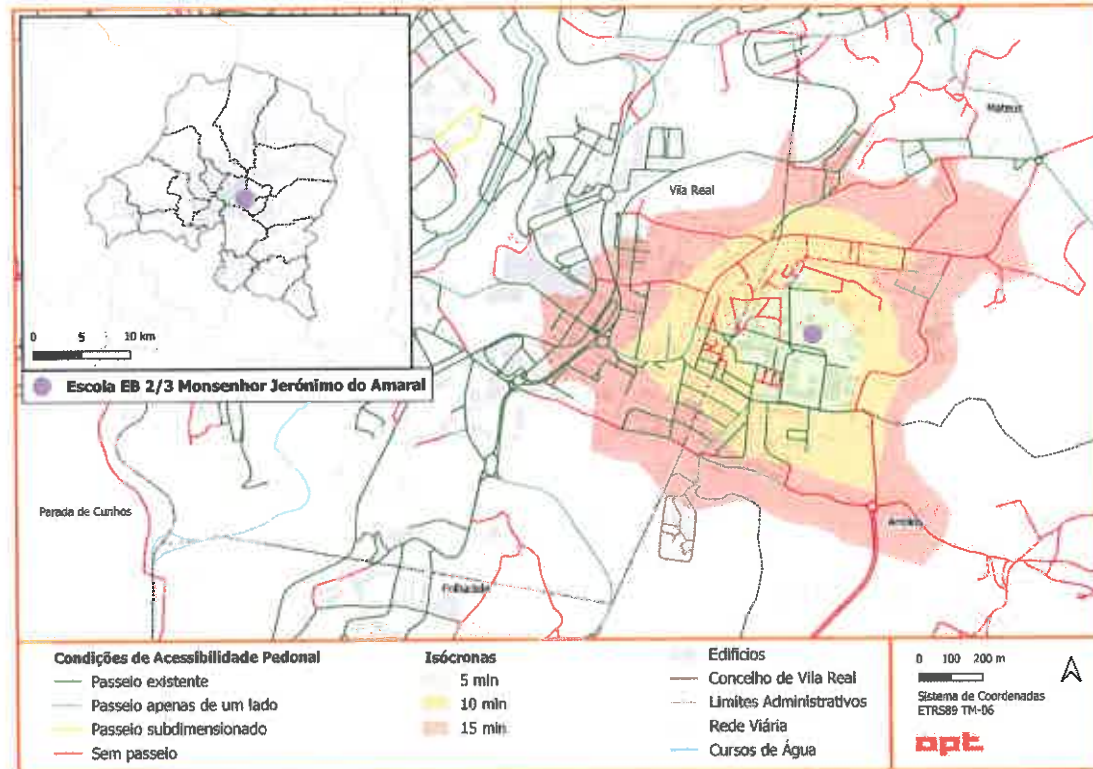 Mateus
Vila Real
0 5 10 km
Escola EB 2/3 Monsenhor Jerónimo do Amaral
Parada de Cunhos
Arroios
Folhadela
Condições de Acessibilidade Pedonal
Passeio existente
Passeio apenas de um lado
Passeio subdimensionado
Sem passeio
Isócronas
5 min
10 min
15 min
Edifícios
Concelho de Vila Real
Limites Administrativos
Rede Viária
Cursos de Água
0 100 200 m
Sistema de Coordenadas
ETRS89 TM-06
opt